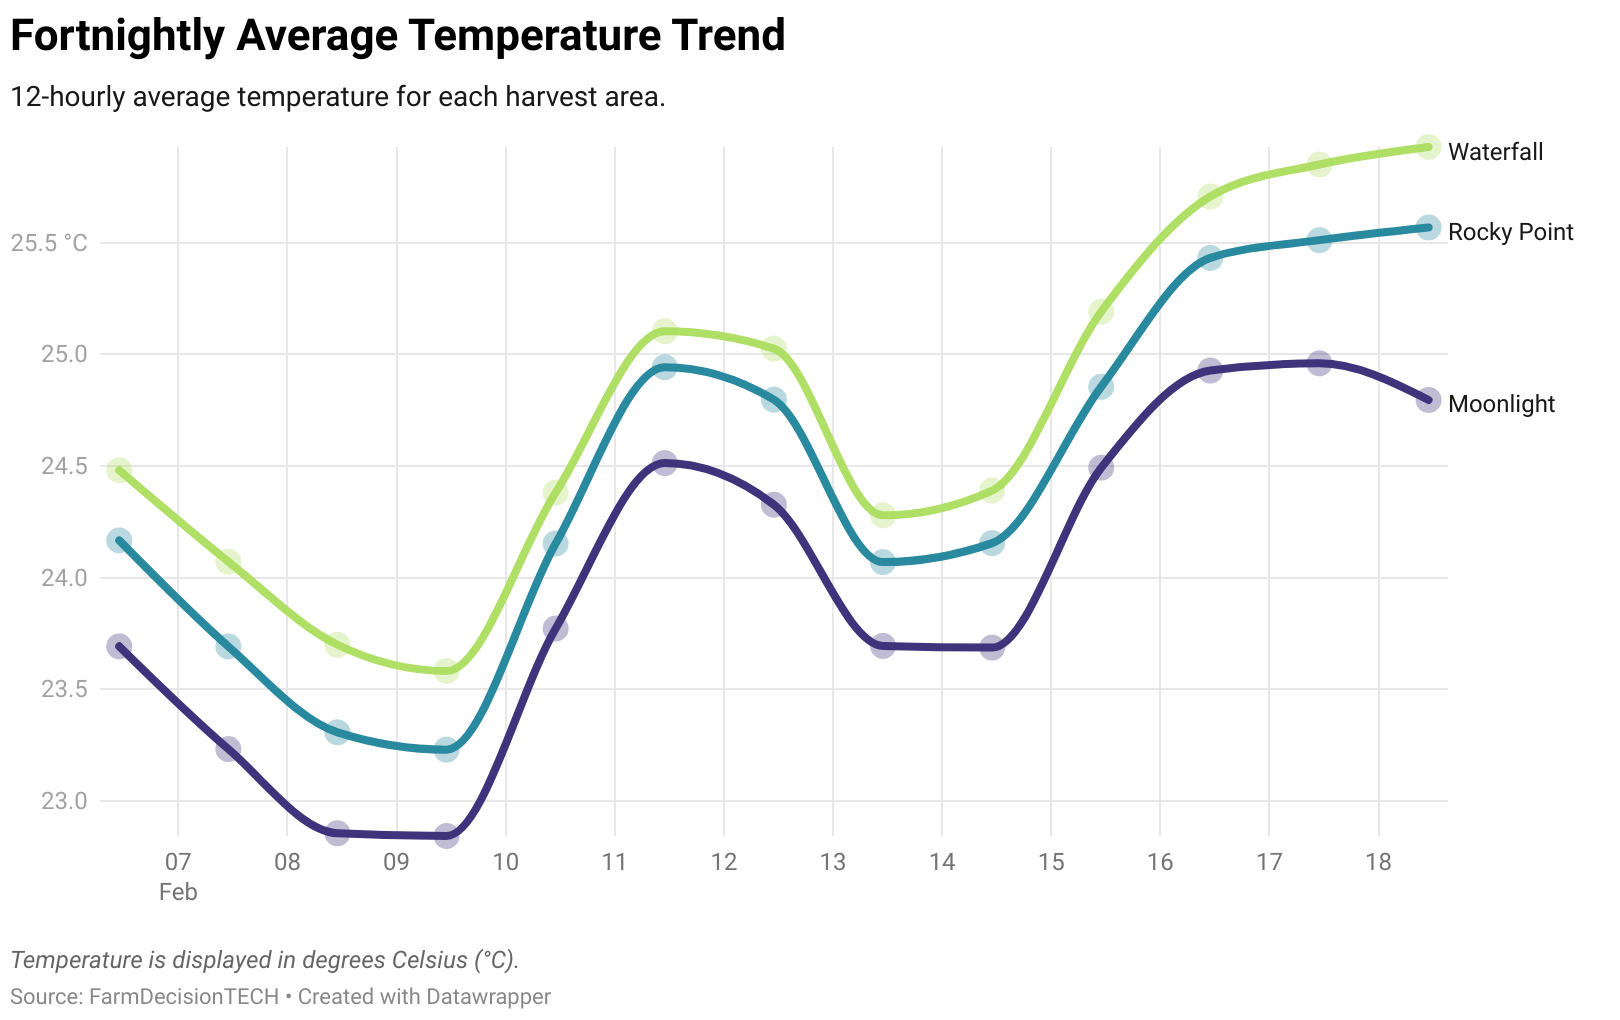 Fortnightly Average Temperature Trend
12-hourly average temperature for each harvest area.
Waterfall
25.5 °C
Rocky Point
25.0
Moonlight
24.5
24.0
23.5
23.0
07 08 09 10 11 12 13 14 15 16 17 18
Feb
Temperature is displayed in degrees Celsius (°C).
Source: FarmDecisionTECH • Created with Datawrapper